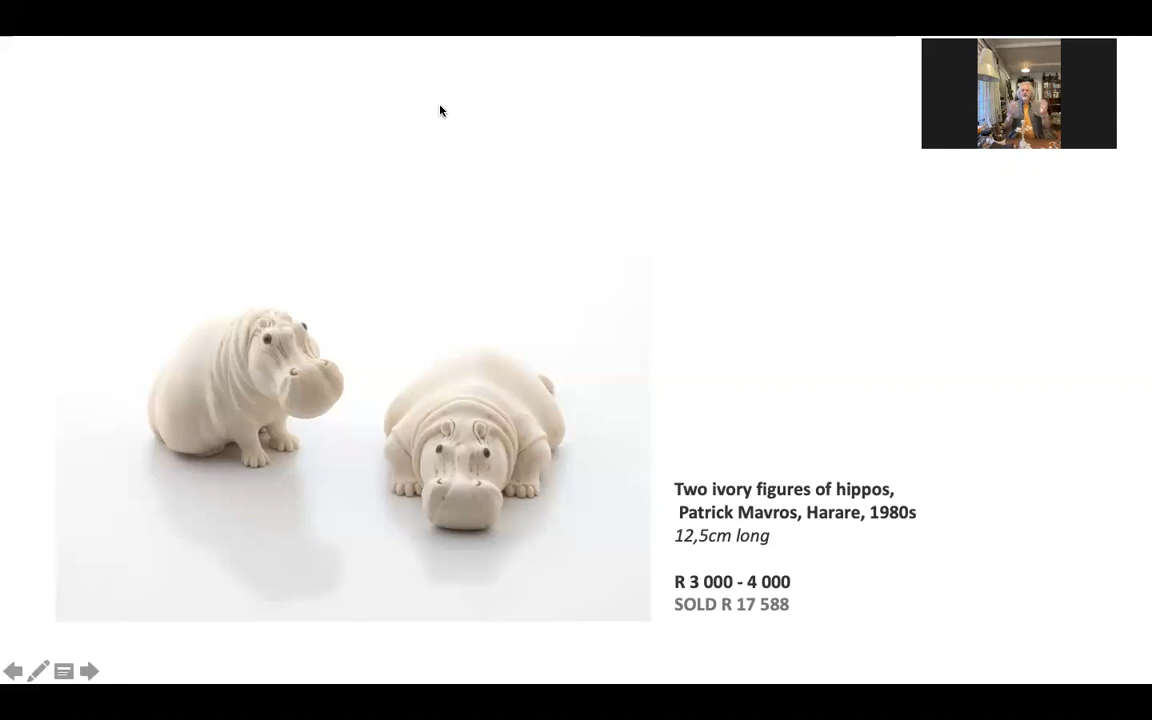 Two ivory figures of hippos,
Patrick Mavros, Harare, 1980s
12,5cm long
R 3 000 - 4 000
SOLD R 17 588